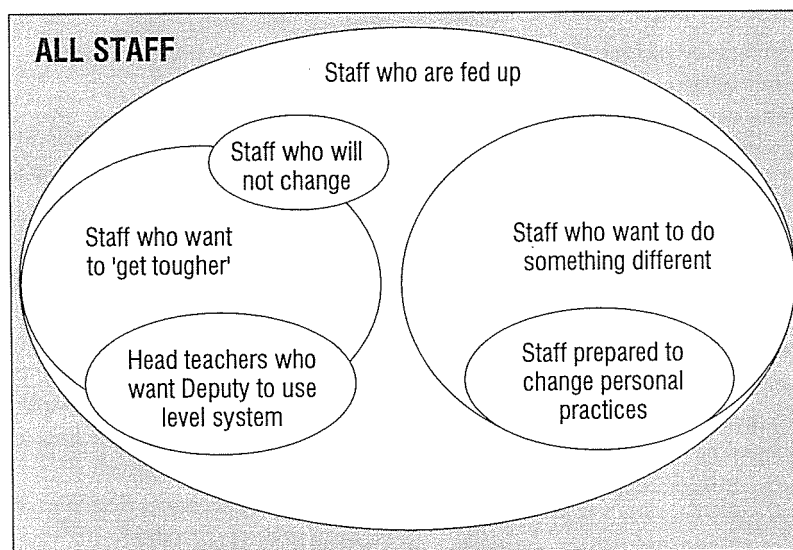 ALL STAFF
Staff who are fed up
Staff who will
not change
Staff who want
to 'get tougher'
Staff who want to do
something different
Head teachers who
want Deputy to use
level system
Staff prepared to
change personal
practices